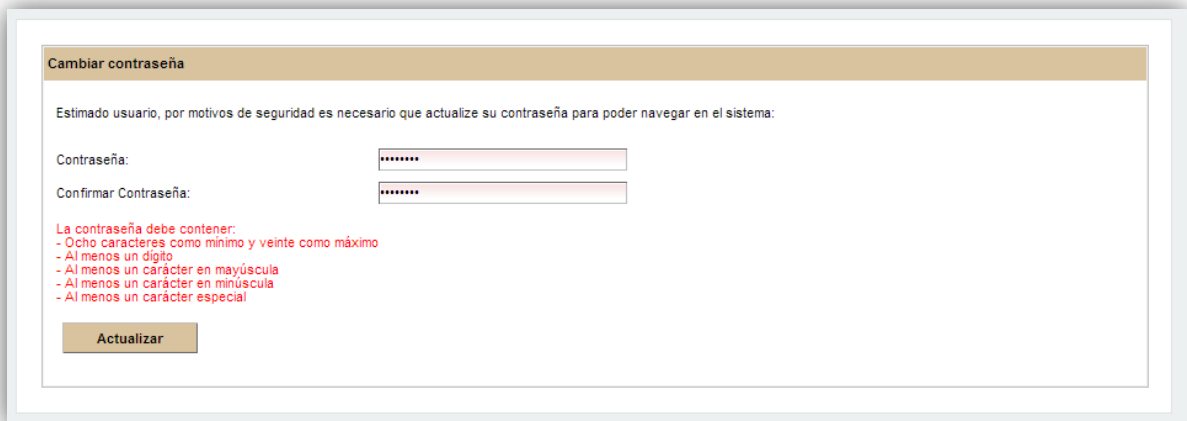 Cambiar contraseña
Estimado usuario, por motivos de seguridad es necesario que actualize su contraseña para poder navegar en el sistema:
Contraseña: ••••••••
Confirmar Contraseña: ••••••••
La contraseña debe contener:
- Ocho caracteres como mínimo y veinte como máximo
- Al menos un dígito
- Al menos un carácter en mayúscula
- Al menos un carácter en minúscula
- Al menos un carácter especial
Actualizar